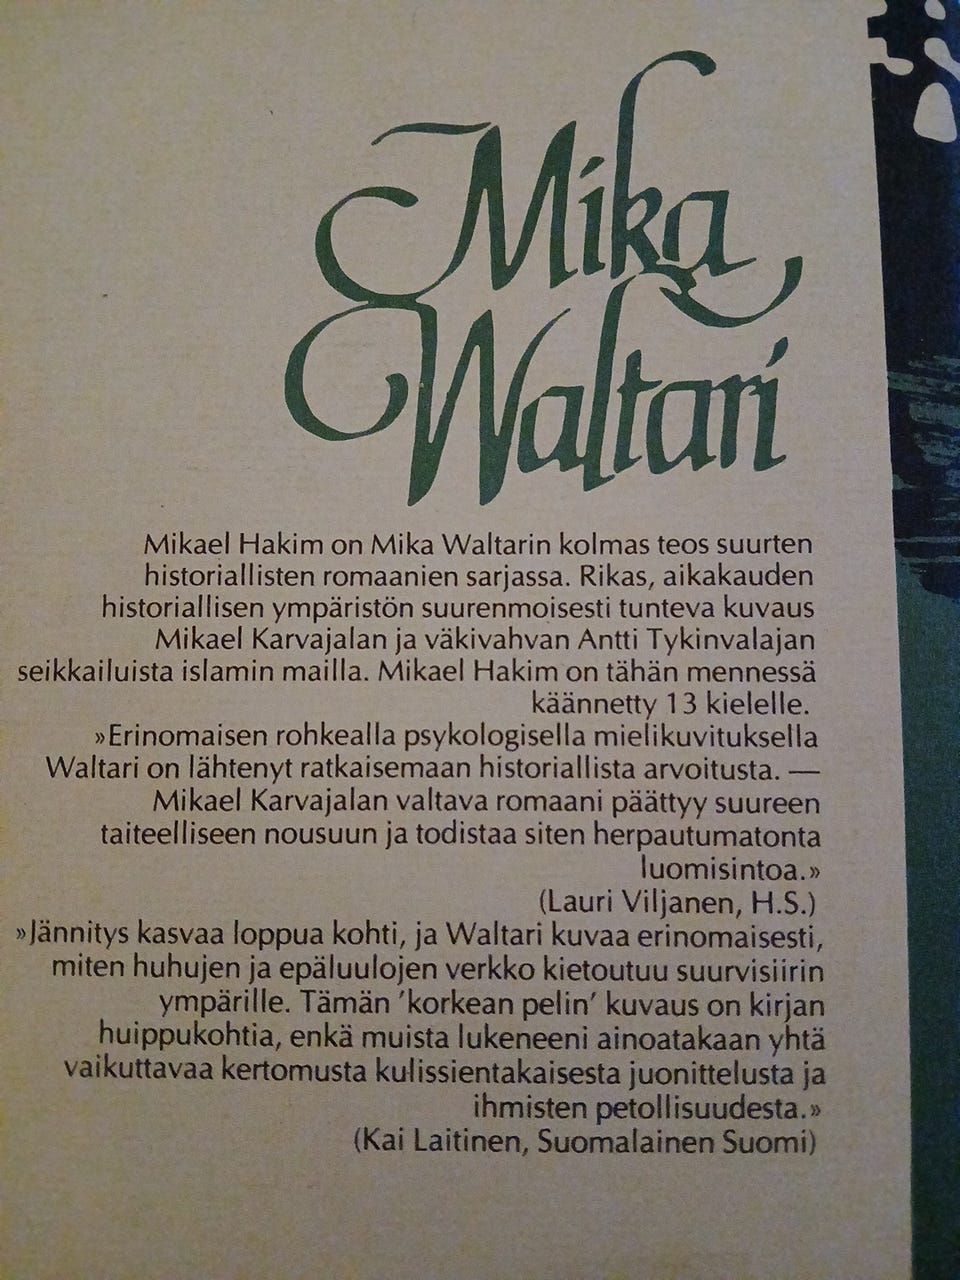 Mika
Waltari
Mikael Hakim on Mika Waltarin kolmas teos suurten
historiallisten romaanien sarjassa. Rikas, aikakauden
historiallisen ympäristön suurenmoisesti tunteva kuvaus
Mikael Karvajalan ja väkivahvan Antti Tykinvalajan
seikkailuista islamin mailla. Mikael Hakim on tähän mennessä
käännetty 13 kielelle.
»Erinomaisen rohkealla psykologisella mielikuvituksella
Waltari on lähtenyt ratkaisemaan historiallista arvoitusta. —
Mikael Karvajalan valtava romaani päättyy suureen
taiteelliseen nousuun ja todistaa siten herpautumatonta
luomisintoa.»
(Lauri Viljanen, H.S.)
»Jännitys kasvaa loppua kohti, ja Waltari kuvaa erinomaisesti,
miten huhujen ja epäluulojen verkko kietoutuu suurvisiirin
ympärille. Tämän ’korkean pelin’ kuvaus on kirjan
huippukohtia, enkä muista lukeneeni ainoatakaan yhtä
vaikuttavaa kertomusta kulissientakaisesta juonittelusta ja
ihmisten petollisuudesta.»
(Kai Laitinen, Suomalainen Suomi)